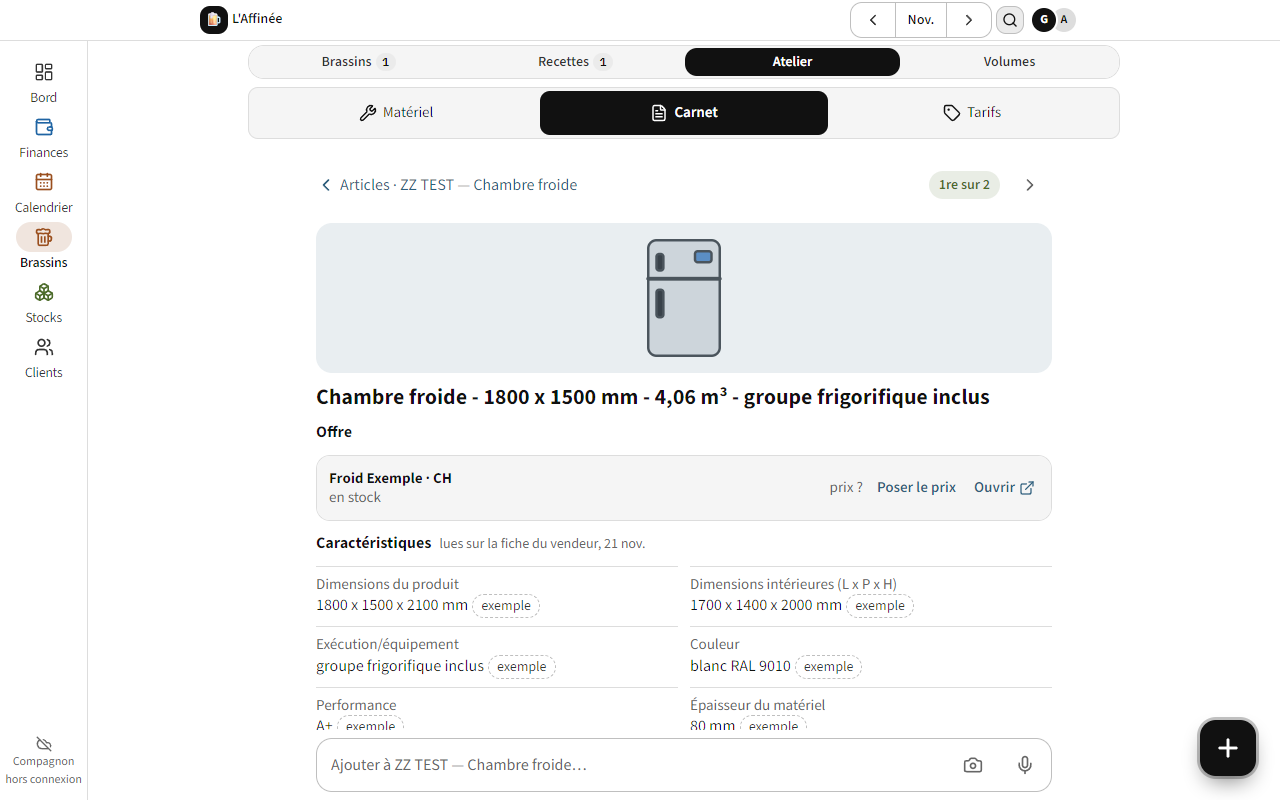 L'Affinée
Nov.
G
A
Bord
Finances
Calendrier
Brassins
Stocks
Clients
Compagnon
hors connexion
Brassins 1
Recettes 1
Atelier
Volumes
Matériel
Carnet
Tarifs
Articles · ZZ TEST — Chambre froide
1re sur 2
Chambre froide - 1800 x 1500 mm - 4,06 m³ - groupe frigorifique inclus
Offre
Froid Exemple · CH
en stock
prix ?
Poser le prix
Ouvrir
Caractéristiques lues sur la fiche du vendeur, 21 nov.
Dimensions du produit
1800 x 1500 x 2100 mm exemple
Dimensions intérieures (L x P x H)
1700 x 1400 x 2000 mm exemple
Exécution/équipement
groupe frigorifique inclus exemple
Couleur
blanc RAL 9010 exemple
Performance
A+ exemple
Épaisseur du matériel
80 mm exemple
Ajouter à ZZ TEST — Chambre froide…